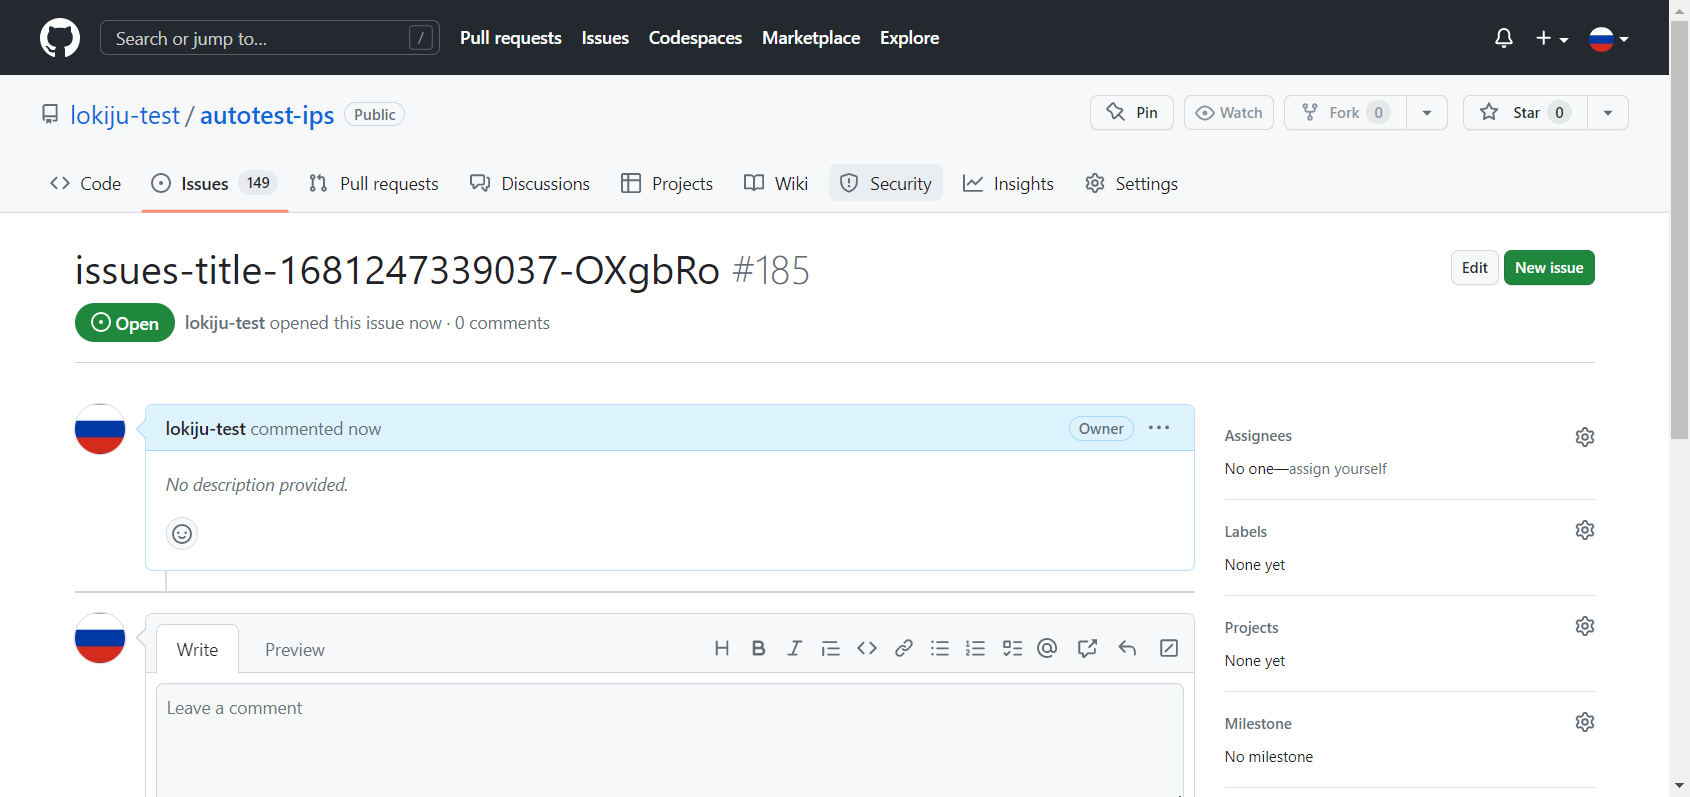 Search or jump to... / Pull requests Issues Codespaces Marketplace Explore
lokiju-test / autotest-ips Public Pin Watch Fork 0 Star 0
Code Issues 149 Pull requests Discussions Projects Wiki Security Insights Settings
issues-title-1681247339037-OXgbRo #185 Edit New issue
Open lokiju-test opened this issue now · 0 comments
lokiju-test commented now Owner ···
No description provided.
Write Preview
Leave a comment
Assignees
No one—assign yourself
Labels
None yet
Projects
None yet
Milestone
No milestone